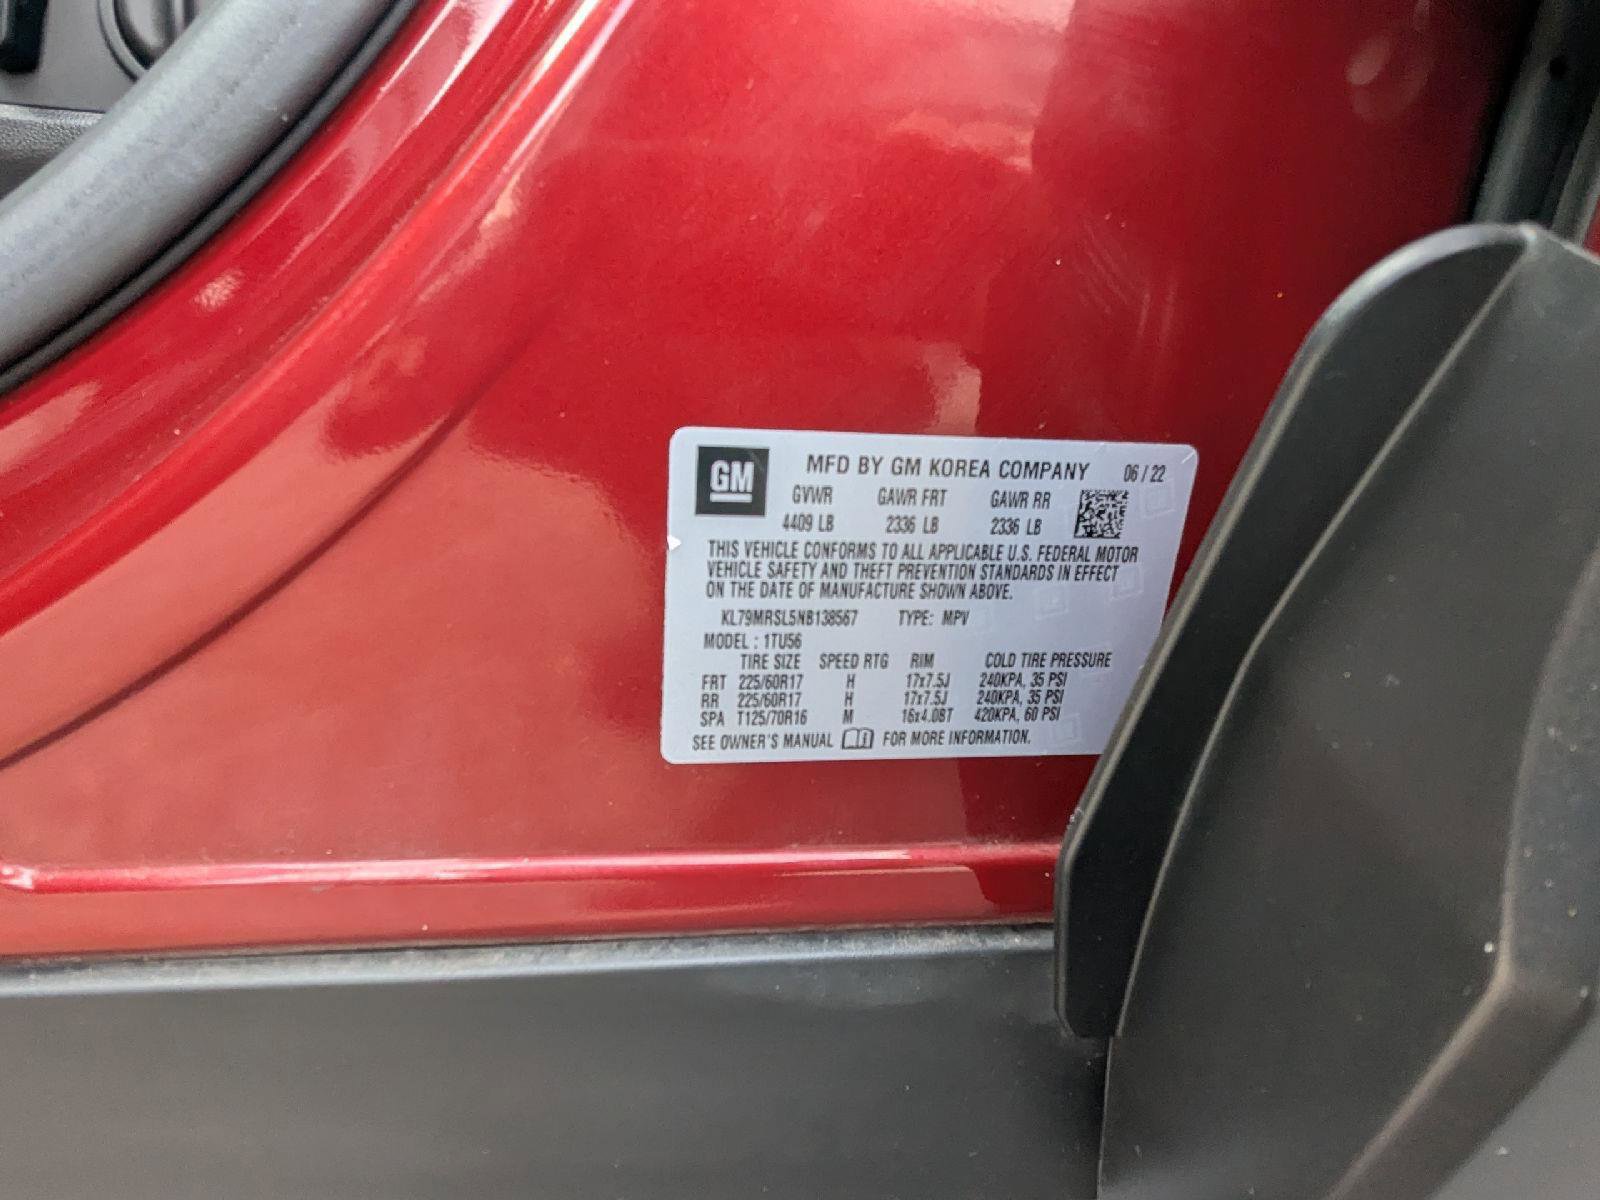 GM
MFD BY GM KOREA COMPANY 06 / 22
GVWR GAWR FRT GAWR RR
4409 LB 2336 LB 2336 LB
THIS VEHICLE CONFORMS TO ALL APPLICABLE U.S. FEDERAL MOTOR
VEHICLE SAFETY AND THEFT PREVENTION STANDARDS IN EFFECT
ON THE DATE OF MANUFACTURE SHOWN ABOVE.
KL79MRSL5NB138567 TYPE: MPV
MODEL : 1TU56
TIRE SIZE SPEED RTG RIM COLD TIRE PRESSURE
FRT 225/60R17 H 17x7.5J 240KPA, 35 PSI
RR 225/60R17 H 17x7.5J 240KPA, 35 PSI
SPA T125/70R16 M 16x4.0BT 420KPA, 60 PSI
SEE OWNER'S MANUAL FOR MORE INFORMATION.